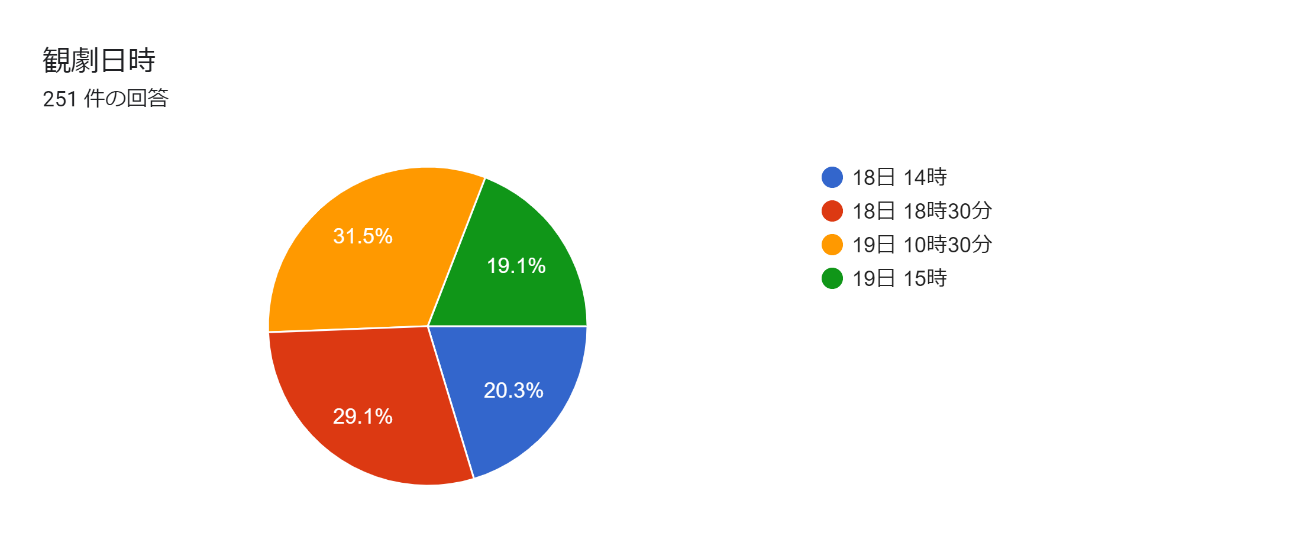 観劇日時
251 件の回答
18日 14時
18日 18時30分
19日 10時30分
19日 15時
31.5%
19.1%
20.3%
29.1%